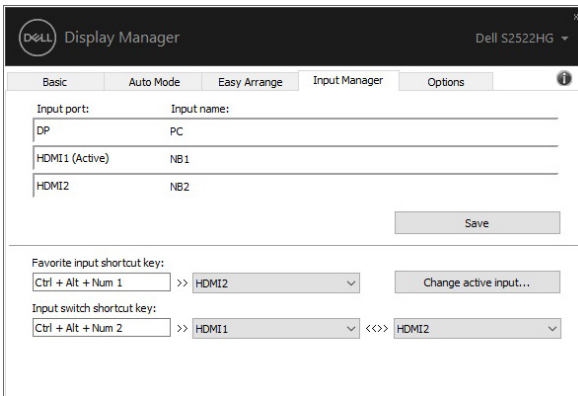 DELL Display Manager Dell S2522HG
Basic Auto Mode Easy Arrange Input Manager Options
Input port: Input name:
DP PC
HDMI1 (Active) NB1
HDMI2 NB2
Save
Favorite input shortcut key:
Ctrl + Alt + Num 1 >> HDMI2 Change active input...
Input switch shortcut key:
Ctrl + Alt + Num 2 >> HDMI1 <<>> HDMI2